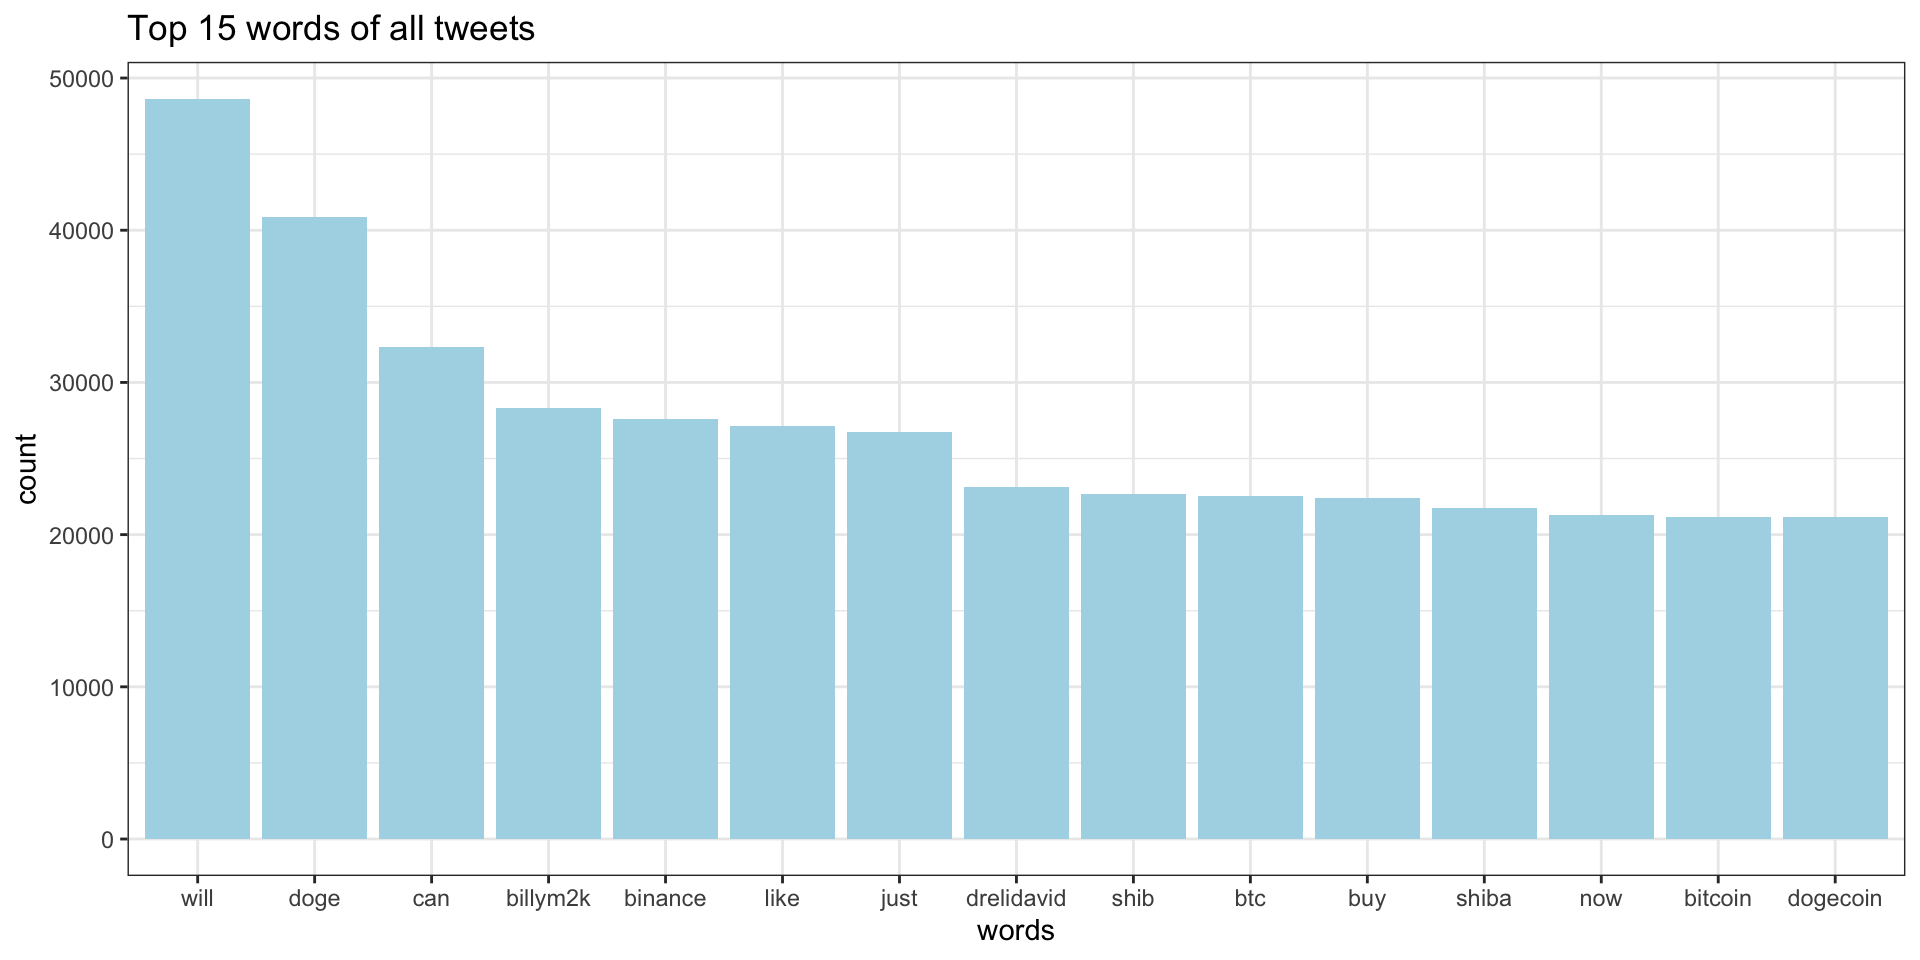 Top 15 words of all tweets
50000
40000
30000
20000
10000
0
count
will doge can billym2k binance like just drelidavid shib btc buy shiba now bitcoin dogecoin
words